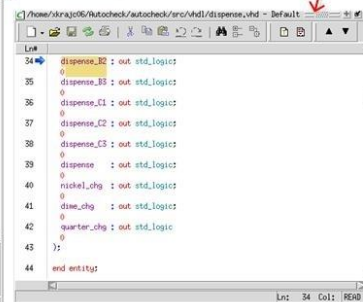 /home/xkrajc06/Autocheck/autocheck/src/vhdl/dispense.vhd - Default
Ln#
34 dispense_B2 : out std_logic;
0
35 dispense_B3 : out std_logic;
0
36 dispense_C1 : out std_logic;
0
37 dispense_C2 : out std_logic;
0
38 dispense_C3 : out std_logic;
0
39 dispense : out std_logic;
0
40 nickel_chg : out std_logic;
0
41 dime_chg : out std_logic;
0
42 quarter_chg : out std_logic
0
43 );
44 end entity;
Ln: 34 Col: READ